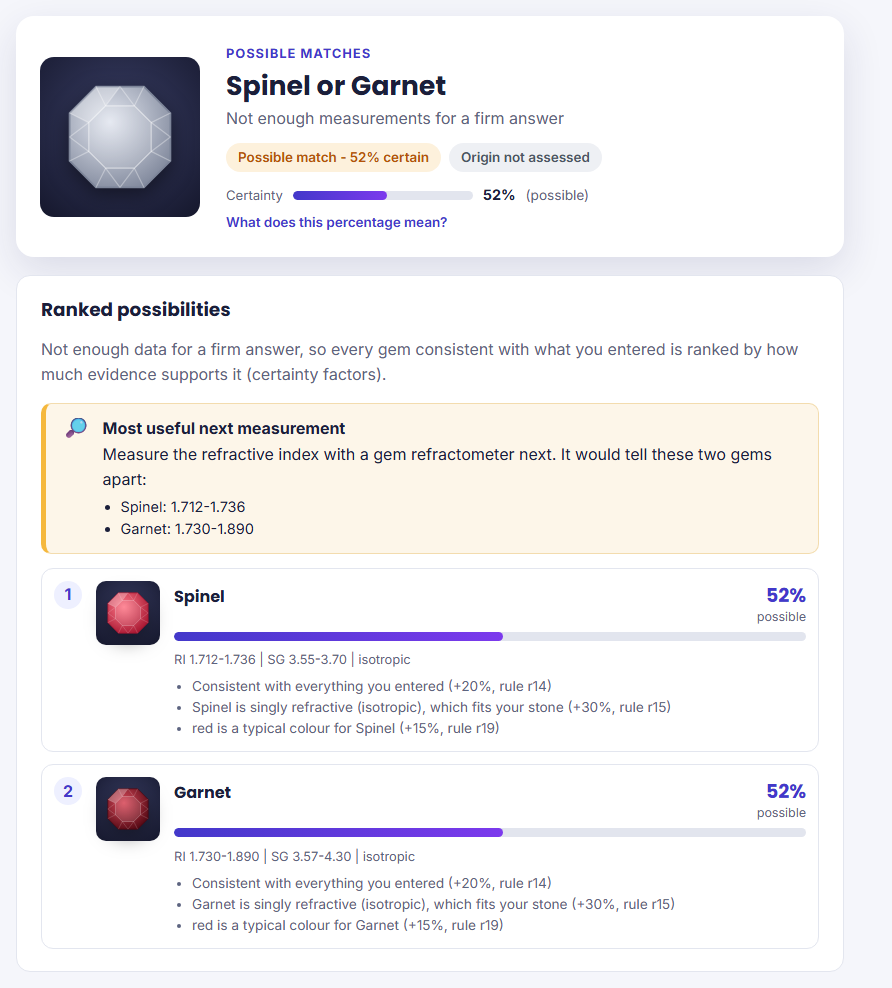 POSSIBLE MATCHES
Spinel or Garnet
Not enough measurements for a firm answer
Possible match - 52% certain
Origin not assessed
Certainty 52% (possible)
What does this percentage mean?
Ranked possibilities
Not enough data for a firm answer, so every gem consistent with what you entered is ranked by how
much evidence supports it (certainty factors).
Most useful next measurement
Measure the refractive index with a gem refractometer next. It would tell these two gems
apart:
• Spinel: 1.712-1.736
• Garnet: 1.730-1.890
1 Spinel 52%
possible
RI 1.712-1.736 | SG 3.55-3.70 | isotropic
• Consistent with everything you entered (+20%, rule r14)
• Spinel is singly refractive (isotropic), which fits your stone (+30%, rule r15)
• red is a typical colour for Spinel (+15%, rule r19)
2 Garnet 52%
possible
RI 1.730-1.890 | SG 3.57-4.30 | isotropic
• Consistent with everything you entered (+20%, rule r14)
• Garnet is singly refractive (isotropic), which fits your stone (+30%, rule r15)
• red is a typical colour for Garnet (+15%, rule r19)